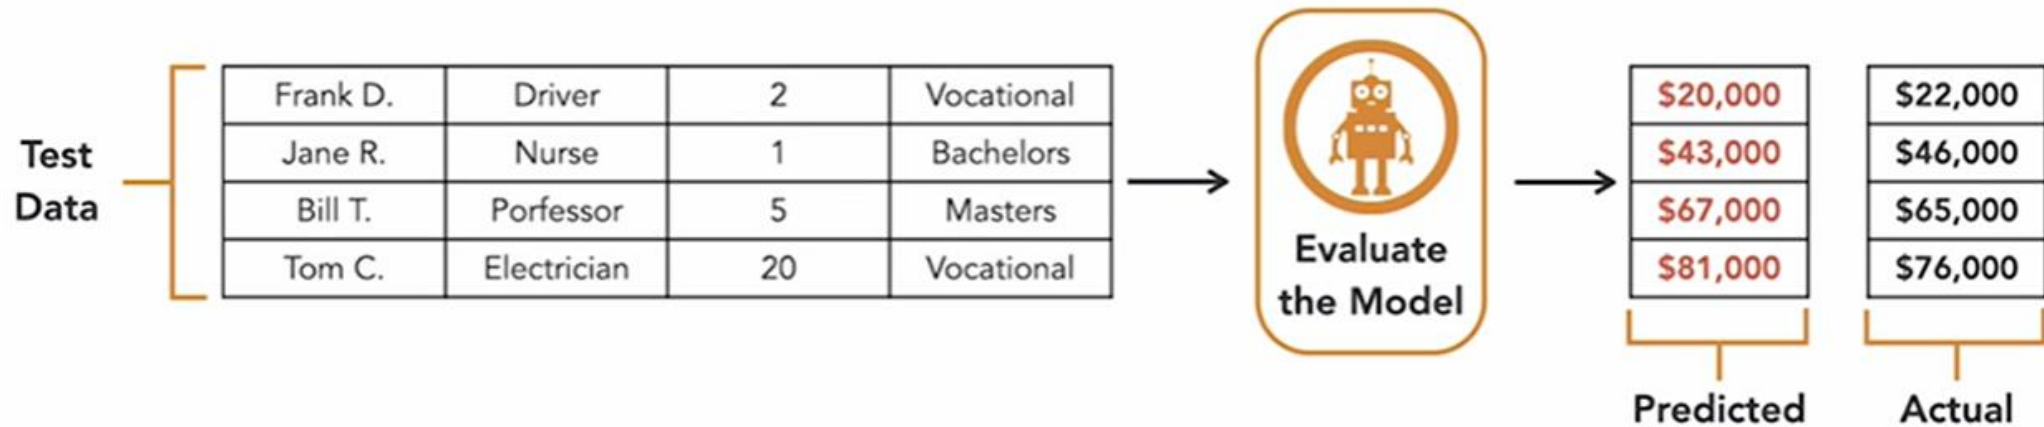 Test
Data
Frank D. Driver 2 Vocational
Jane R. Nurse 1 Bachelors
Bill T. Porfessor 5 Masters
Tom C. Electrician 20 Vocational
Evaluate
the Model
$20,000 $22,000
$43,000 $46,000
$67,000 $65,000
$81,000 $76,000
Predicted Actual